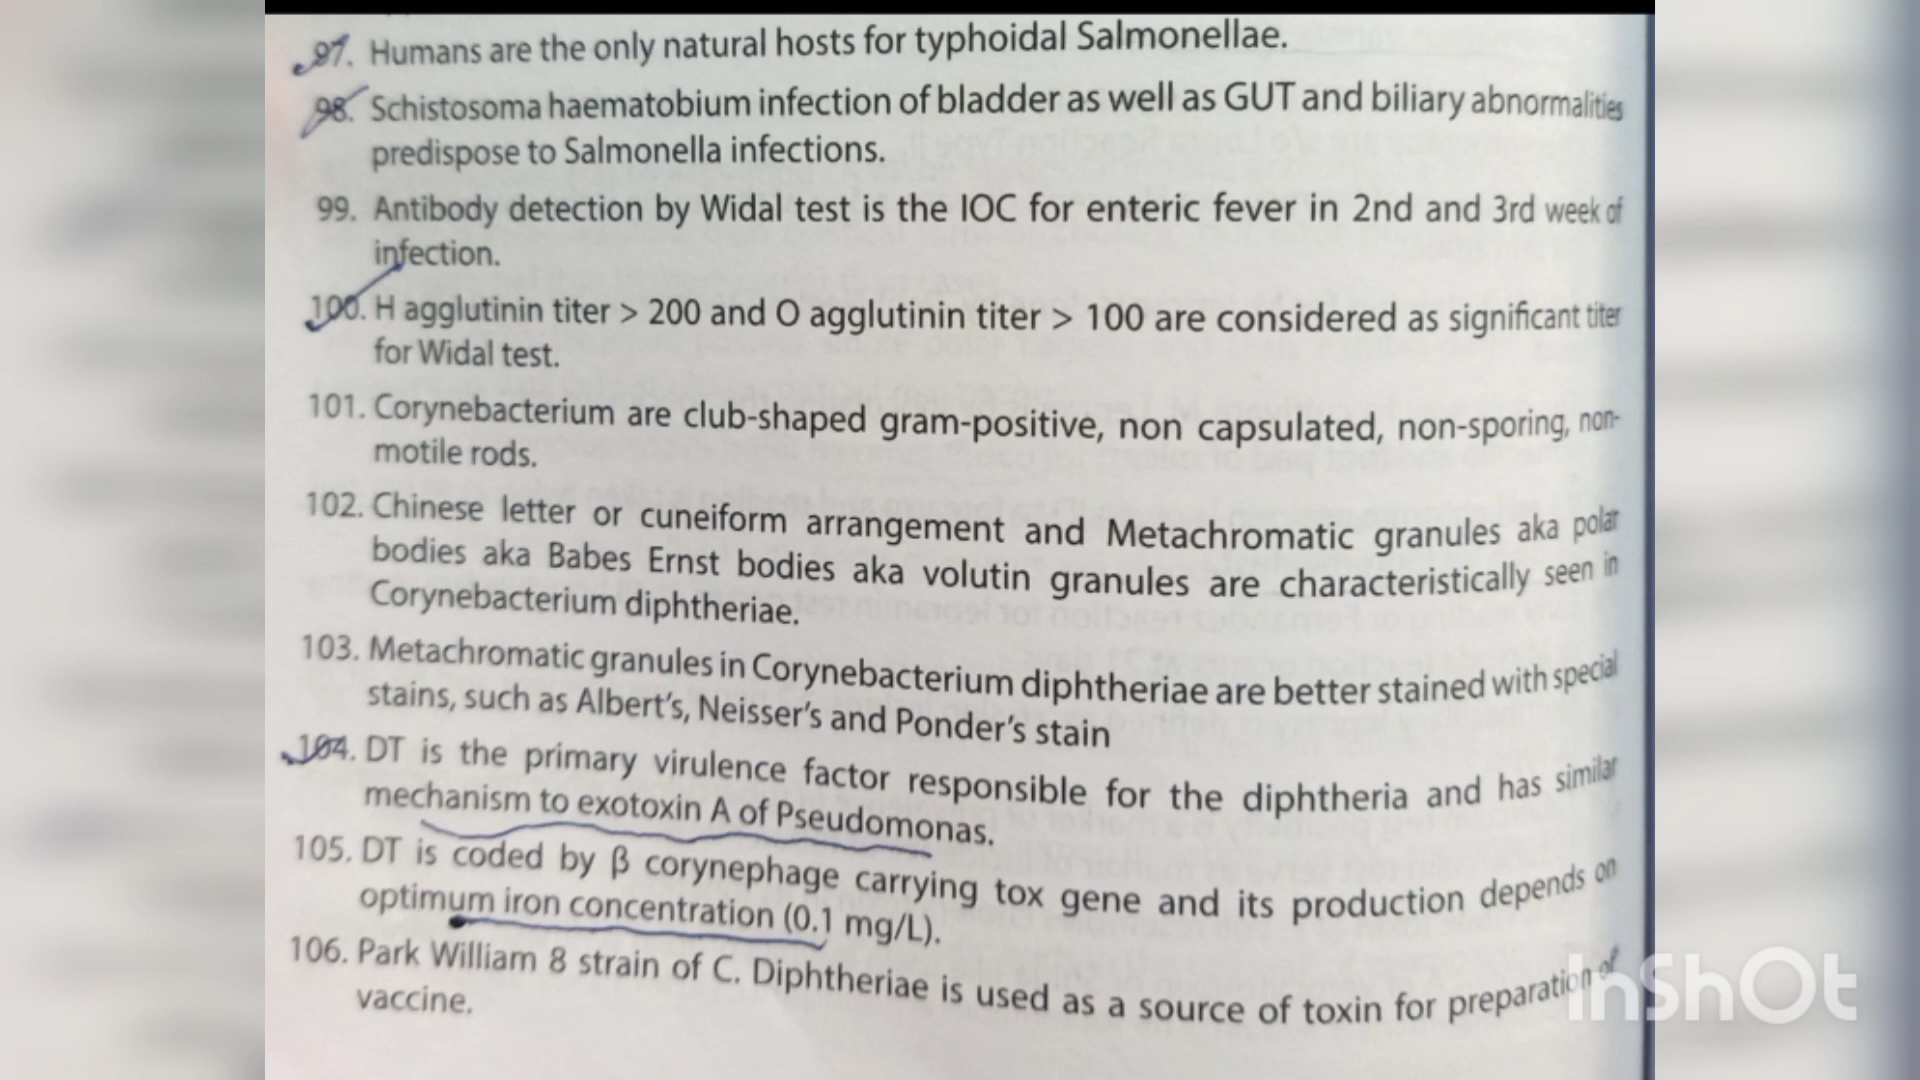 97. Humans are the only natural hosts for typhoidal Salmonellae.
98. Schistosoma haematobium infection of bladder as well as GUT and biliary abnormalities
predispose to Salmonella infections.
99. Antibody detection by Widal test is the IOC for enteric fever in 2nd and 3rd week of
infection.
100. H agglutinin titer > 200 and O agglutinin titer > 100 are considered as significant titer
for Widal test.
101. Corynebacterium are club-shaped gram-positive, non capsulated, non-sporing, non-
motile rods.
102. Chinese letter or cuneiform arrangement and Metachromatic granules aka polar
bodies aka Babes Ernst bodies aka volutin granules are characteristically seen in
Corynebacterium diphtheriae.
103. Metachromatic granules in Corynebacterium diphtheriae are better stained with special
stains, such as Albert's, Neisser's and Ponder's stain
104. DT is the primary virulence factor responsible for the diphtheria and has similar
mechanism to exotoxin A of Pseudomonas.
105. DT is coded by β corynephage carrying tox gene and its production depends on
optimum iron concentration (0.1 mg/L).
106. Park William 8 strain of C. Diphtheriae is used as a source of toxin for preparation of
vaccine.
InShOt